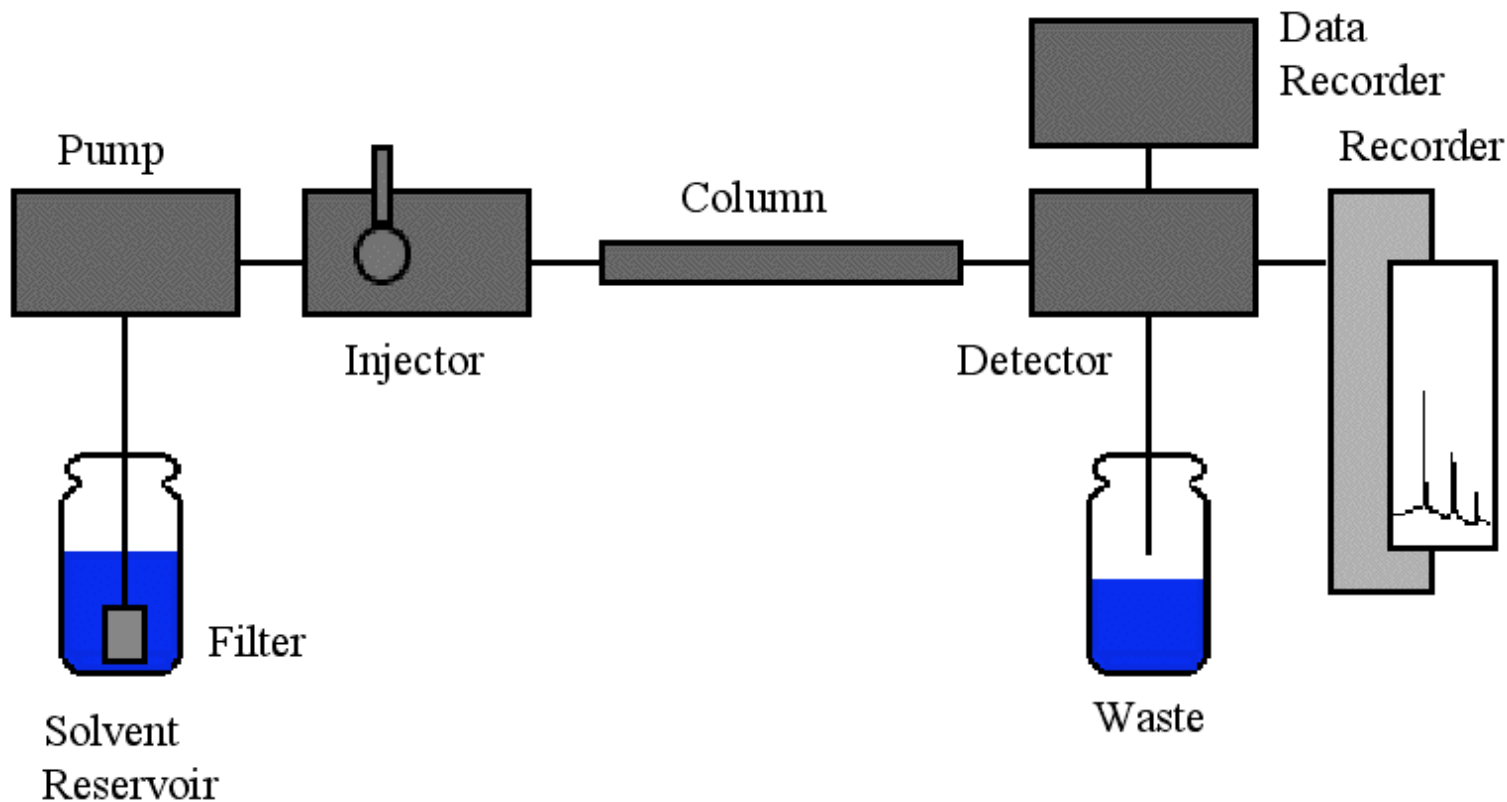 Data
Recorder
Pump
Recorder
Column
Injector
Detector
Filter
Solvent
Reservoir
Waste